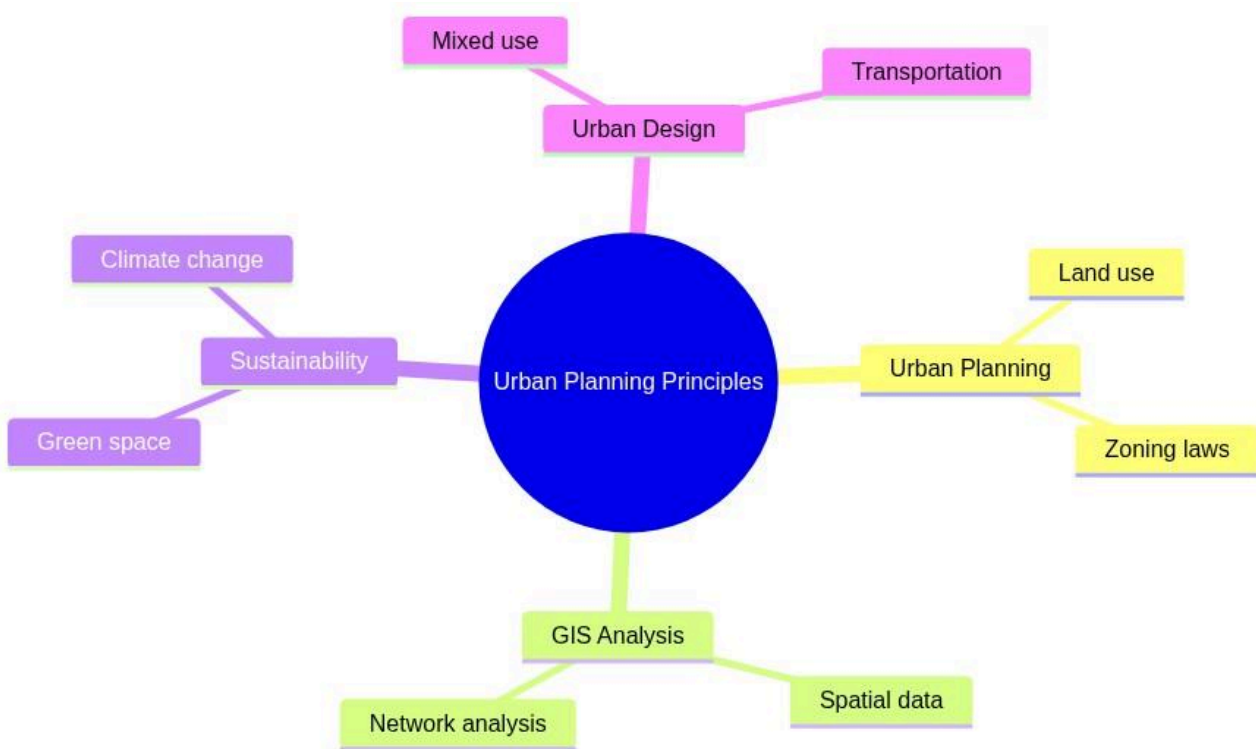 Mixed use
Transportation
Urban Design
Climate change
Land use
Sustainability
Urban Planning Principles
Urban Planning
Green space
Zoning laws
GIS Analysis
Network analysis
Spatial data